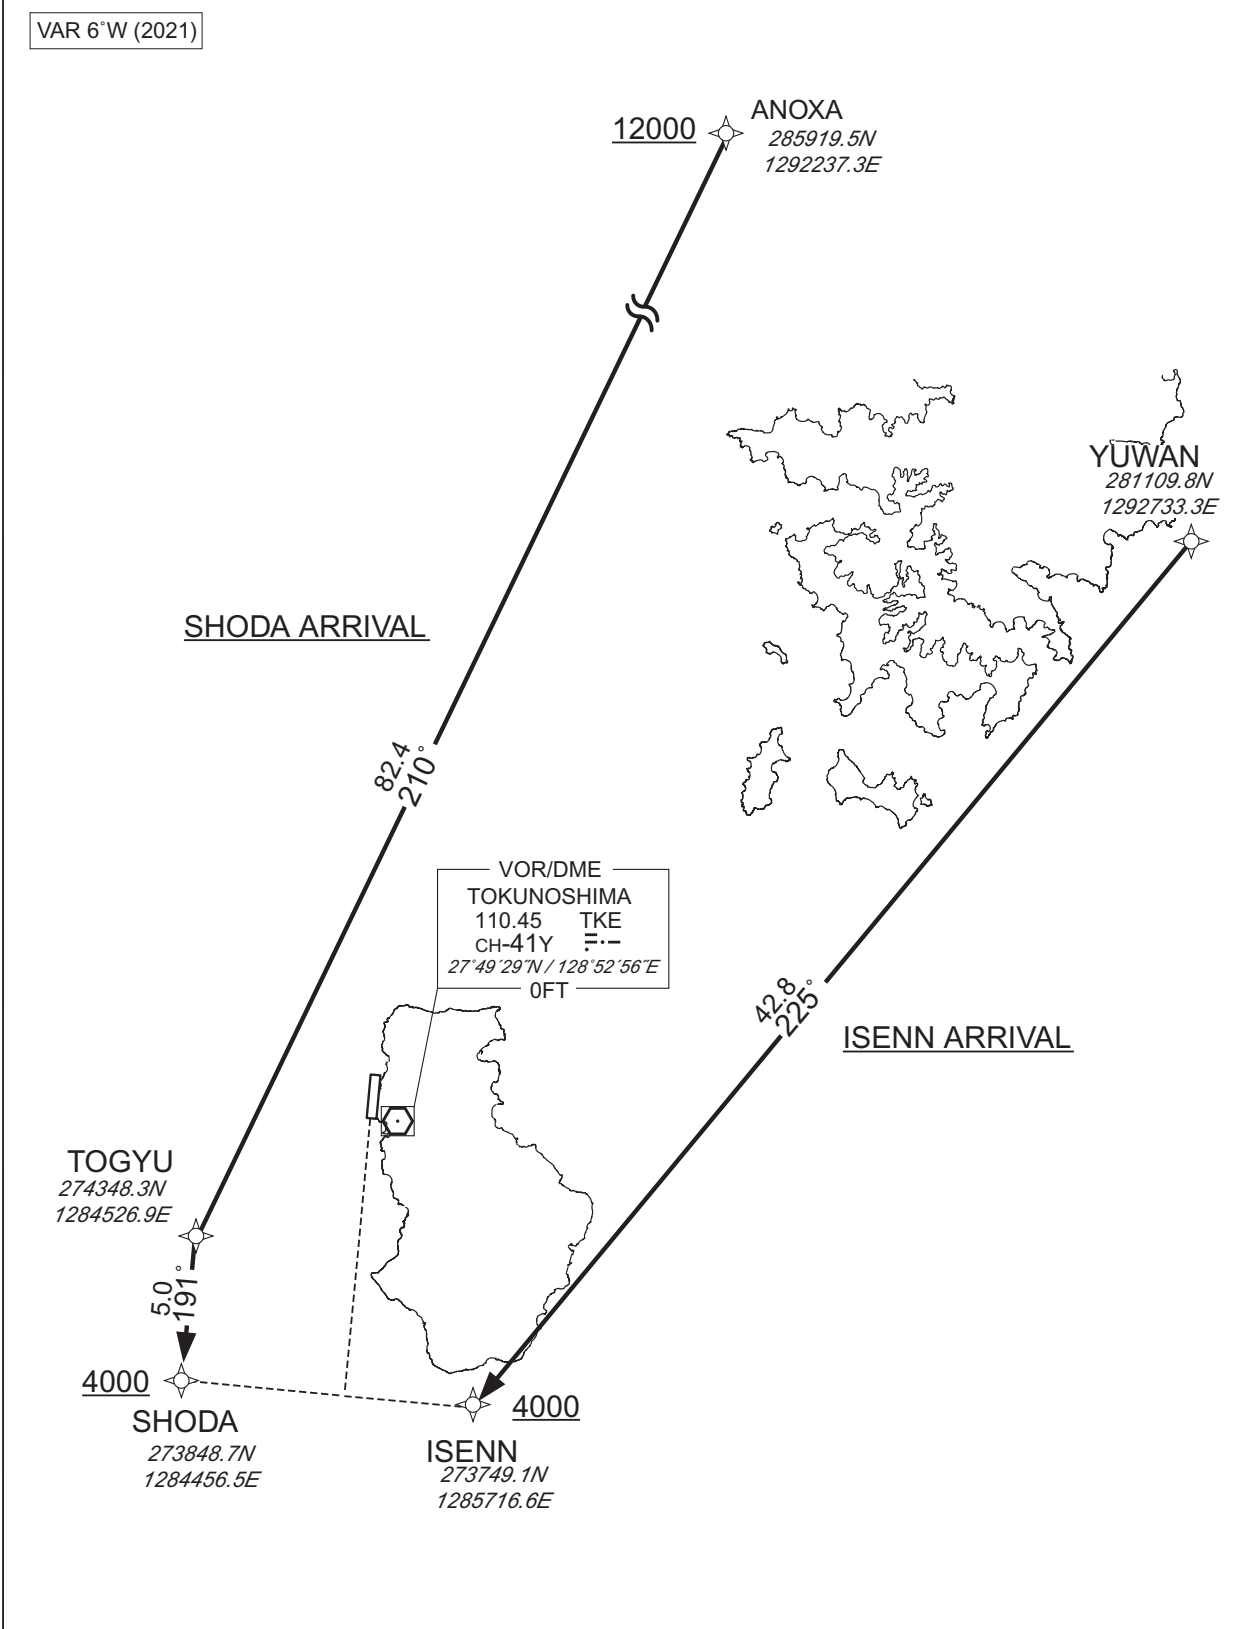 VAR 6°W (2021)
12000
ANOXA
285919.5N
1292237.3E
YUWAN
281109.8N
1292733.3E
SHODA ARRIVAL
82.4
210°
VOR/DME
TOKUNOSHIMA
110.45 TKE
CH-41Y
27°49′29″N / 128°52′56″E
0FT
42.8
225°
ISENN ARRIVAL
TOGYU
274348.3N
1284526.9E
5.0
191°
4000
SHODA
273848.7N
1284456.5E
4000
ISENN
273749.1N
1285716.6E